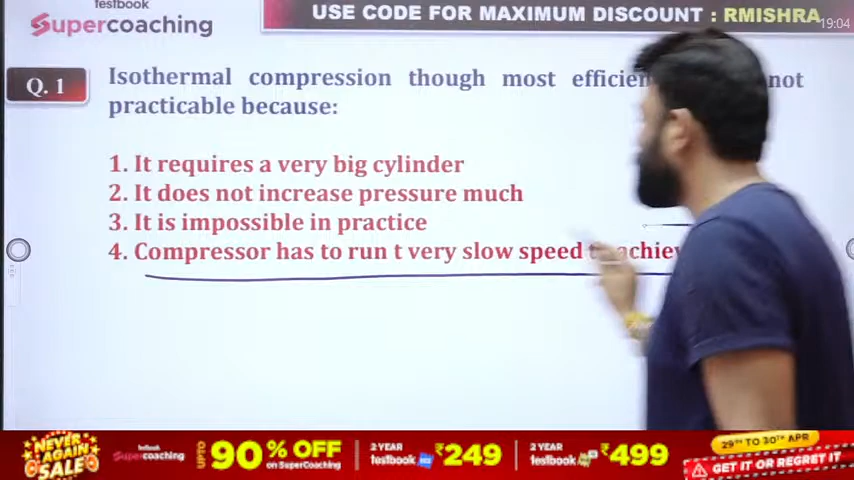 testbook
Supercoaching
USE CODE FOR MAXIMUM DISCOUNT : RMISHRA
19:04
Q. 1
Isothermal compression though most not
practicable because:
1. It requires a very big cylinder
2. It does not increase pressure much
3. It is impossible in practice
4. Compressor has to run t very slow speed
NEVER
AGAIN
SALE
testbook
Supercoaching
UPTO
90% OFF
on SuperCoaching
2 YEAR
testbook
₹249
2 YEAR
testbook
₹499
29TH TO 30TH APR
GET IT OR REGRET IT